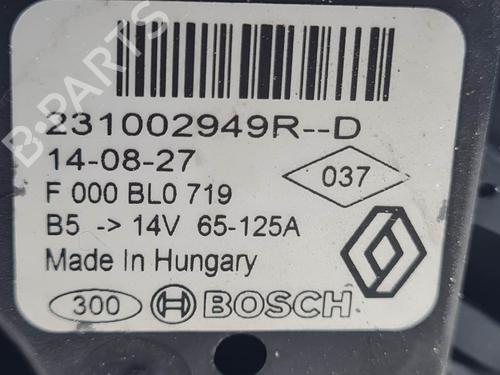 231002949R--D
14-08-27
F 000 BL0 719
037
B5 -> 14V 65-125A
Made In Hungary
300 BOSCH
B-PARTS